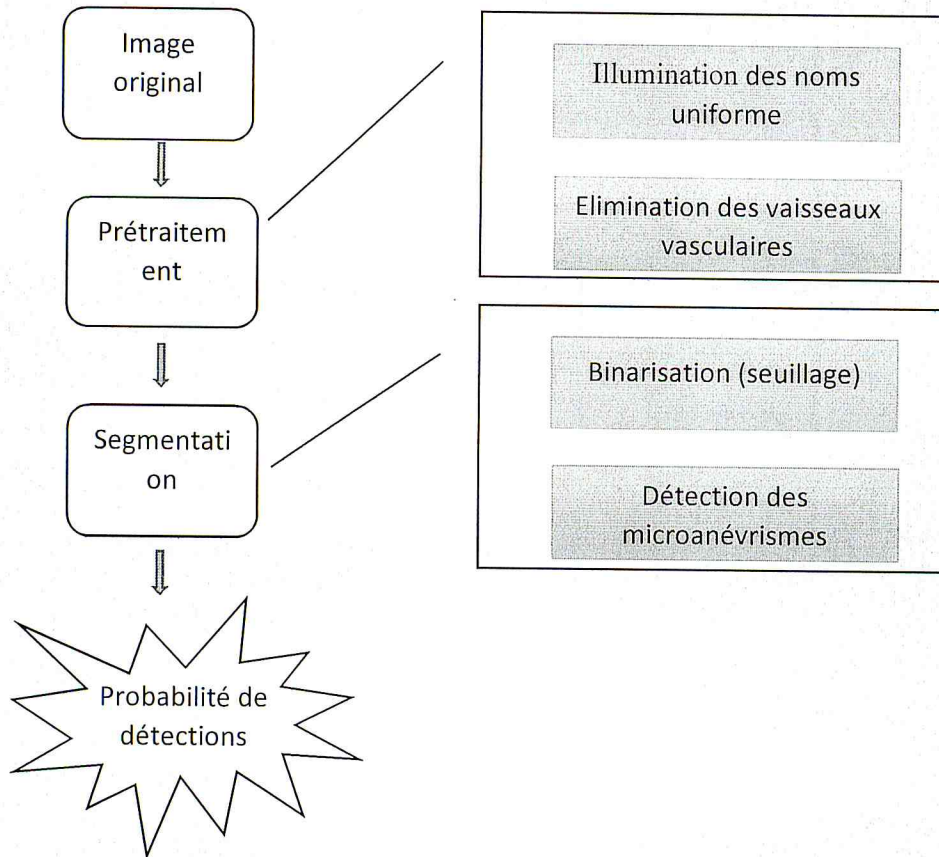 Image
original
Prétraitem
ent
Segmentati
on
Probabilité de
détections
Illumination des noms
uniforme
Elimination des vaisseaux
vasculaires
Binarisation (seuillage)
Détection des
microanévrismes